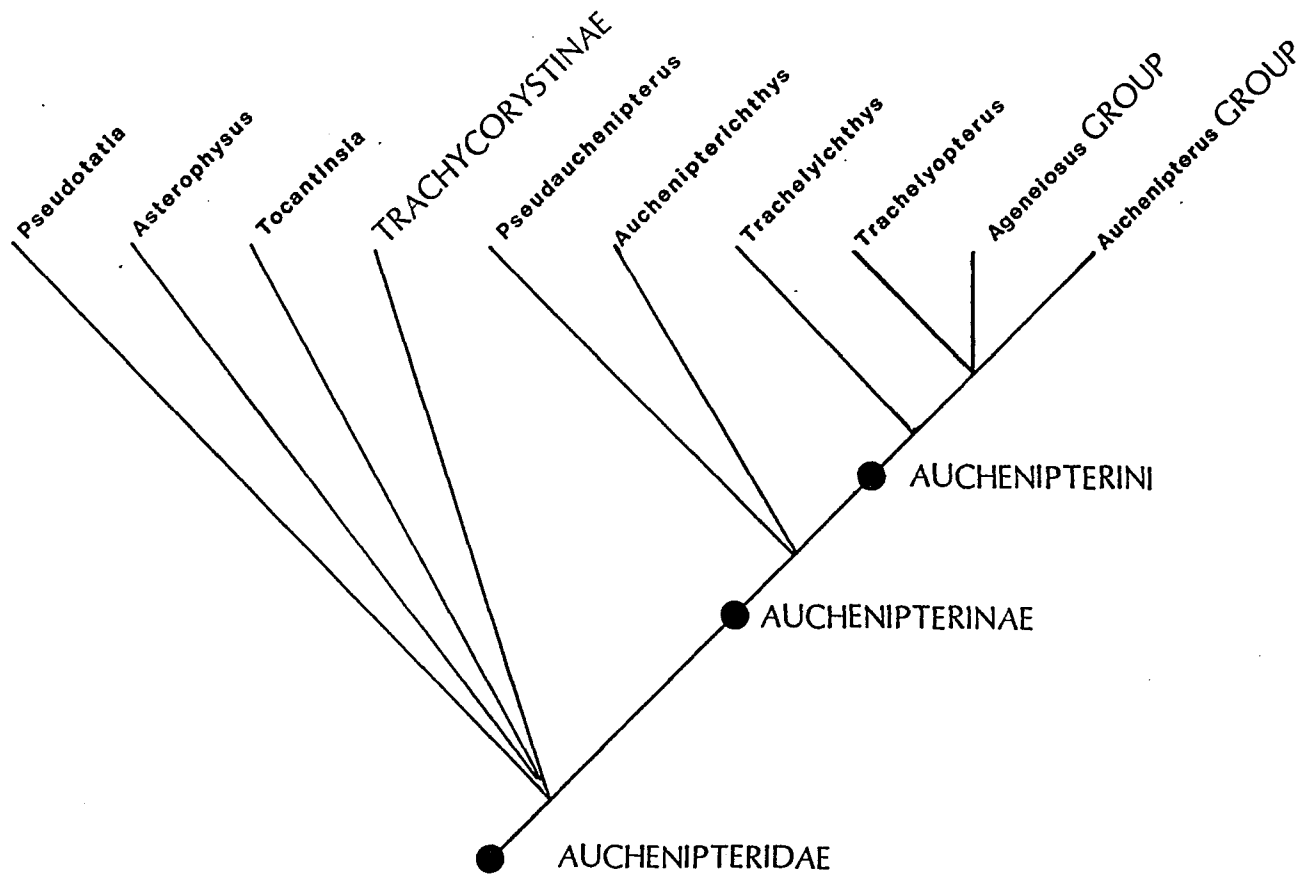 Pseudotatia
Asterophysus
Tocantinsia
TRACHYCORYSTINAE
Pseudauchenipterus
Auchenipterichthys
Trachelyichthys
Trachelyopterus
Ageneiosus GROUP
Auchenipterus GROUP
AUCHENIPTERINI
AUCHENIPTERINAE
AUCHENIPTERIDAE